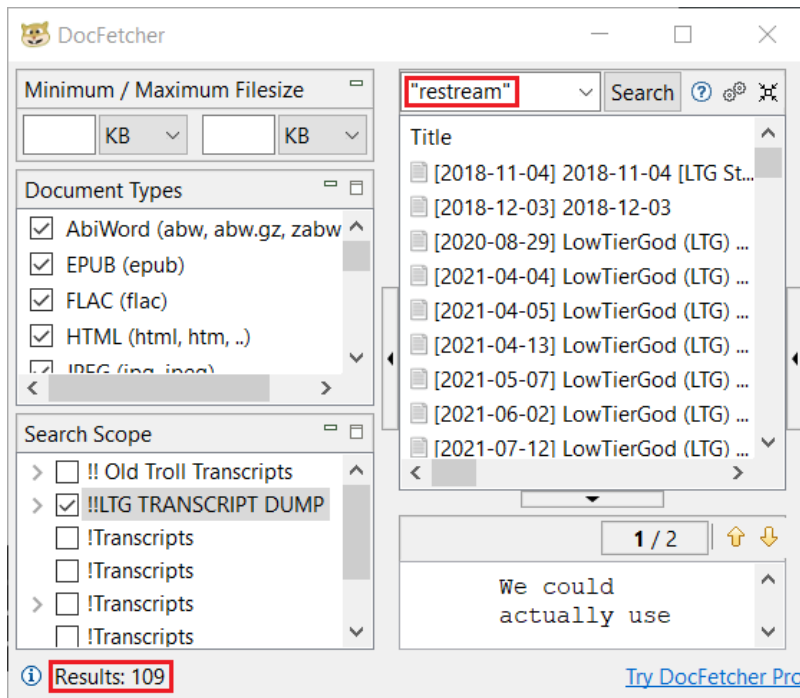 DocFetcher
Minimum / Maximum Filesize
KB KB
Document Types
AbiWord (abw, abw.gz, zabw
EPUB (epub)
FLAC (flac)
HTML (html, htm, ..)
JPEG (jpg, jpeg)
Search Scope
!! Old Troll Transcripts
!!LTG TRANSCRIPT DUMP
!Transcripts
!Transcripts
!Transcripts
!Transcripts
"restream" Search
Title
[2018-11-04] 2018-11-04 [LTG St...
[2018-12-03] 2018-12-03
[2020-08-29] LowTierGod (LTG) ...
[2021-04-04] LowTierGod (LTG) ...
[2021-04-05] LowTierGod (LTG) ...
[2021-04-13] LowTierGod (LTG) ...
[2021-05-07] LowTierGod (LTG) ...
[2021-06-02] LowTierGod (LTG) ...
[2021-07-12] LowTierGod (LTG) ...
1 / 2
We could
actually use
Results: 109
Try DocFetcher Pro